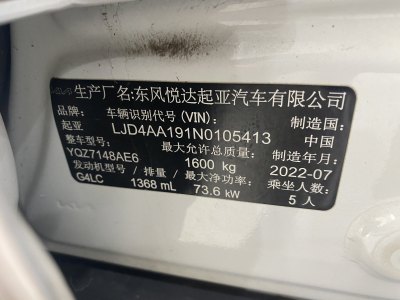 KIA 生产厂名:东风悦达起亚汽车有限公司
品牌: 车辆识别代号(VIN): 制造国:
起亚 LJD4AA191N0105413 中国
整车型号: 最大允许总质量: 制造年月:
YQZ7148AE6 1600 kg 2022-07
发动机型号 / 排量 / 最大净功率: 乘坐人数:
G4LC 1368 mL 73.6 kW 5 人